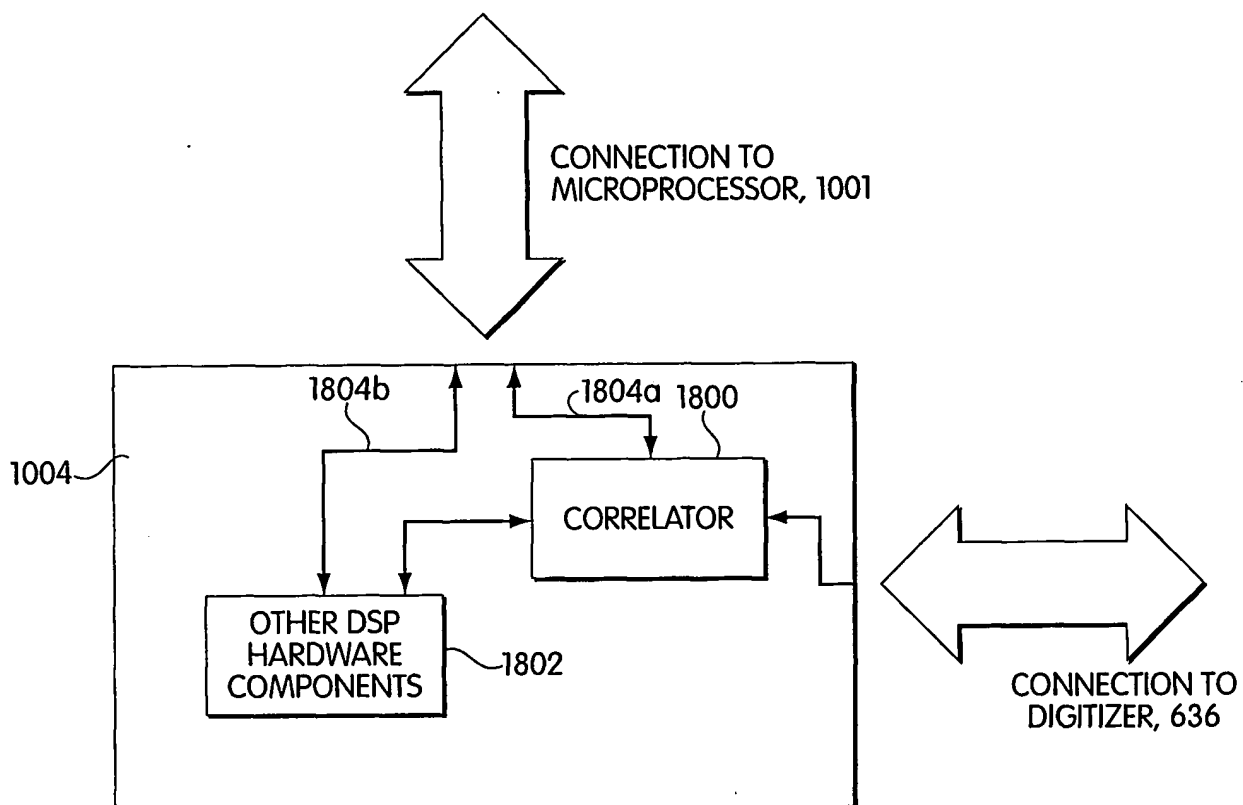 CONNECTION TO
MICROPROCESSOR, 1001
1804b
1804a
1800
1004
CORRELATOR
OTHER DSP
HARDWARE
COMPONENTS
1802
CONNECTION TO
DIGITIZER, 636